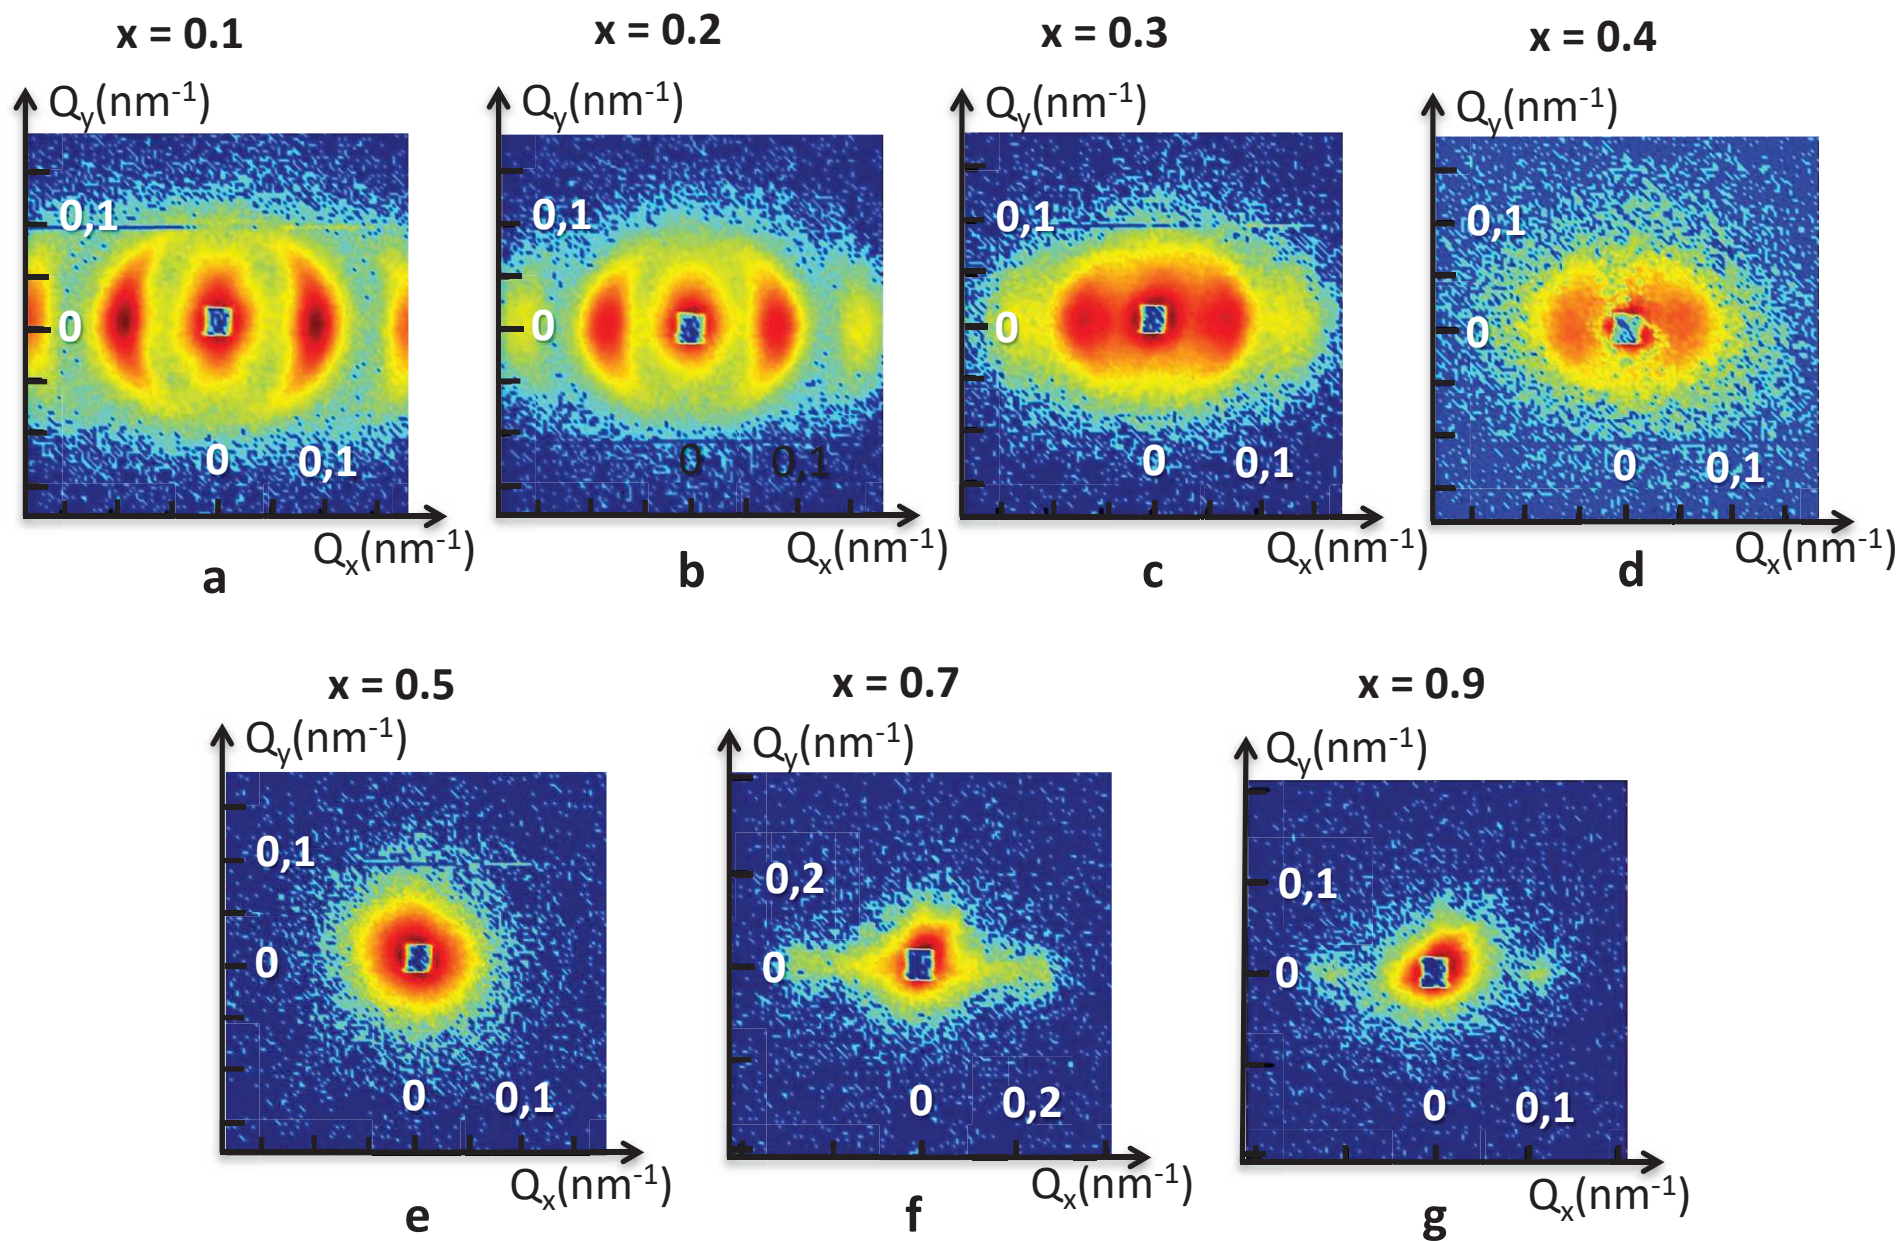 x = 0.1
x = 0.2
x = 0.3
x = 0.4
Qy(nm-1)
Qy(nm-1)
Qy(nm-1)
Qy(nm-1)
0,1
0,1
0,1
0,1
0
0
0
0
0 0,1
0 0,1
0 0,1
0 0,1
Qx(nm-1)
Qx(nm-1)
Qx(nm-1)
Qx(nm-1)
a
b
c
d
x = 0.5
x = 0.7
x = 0.9
Qy(nm-1)
Qy(nm-1)
Qy(nm-1)
0,1
0,2
0,1
0
0
0
0 0,1
0 0,2
0 0,1
Qx(nm-1)
Qx(nm-1)
Qx(nm-1)
e
f
g